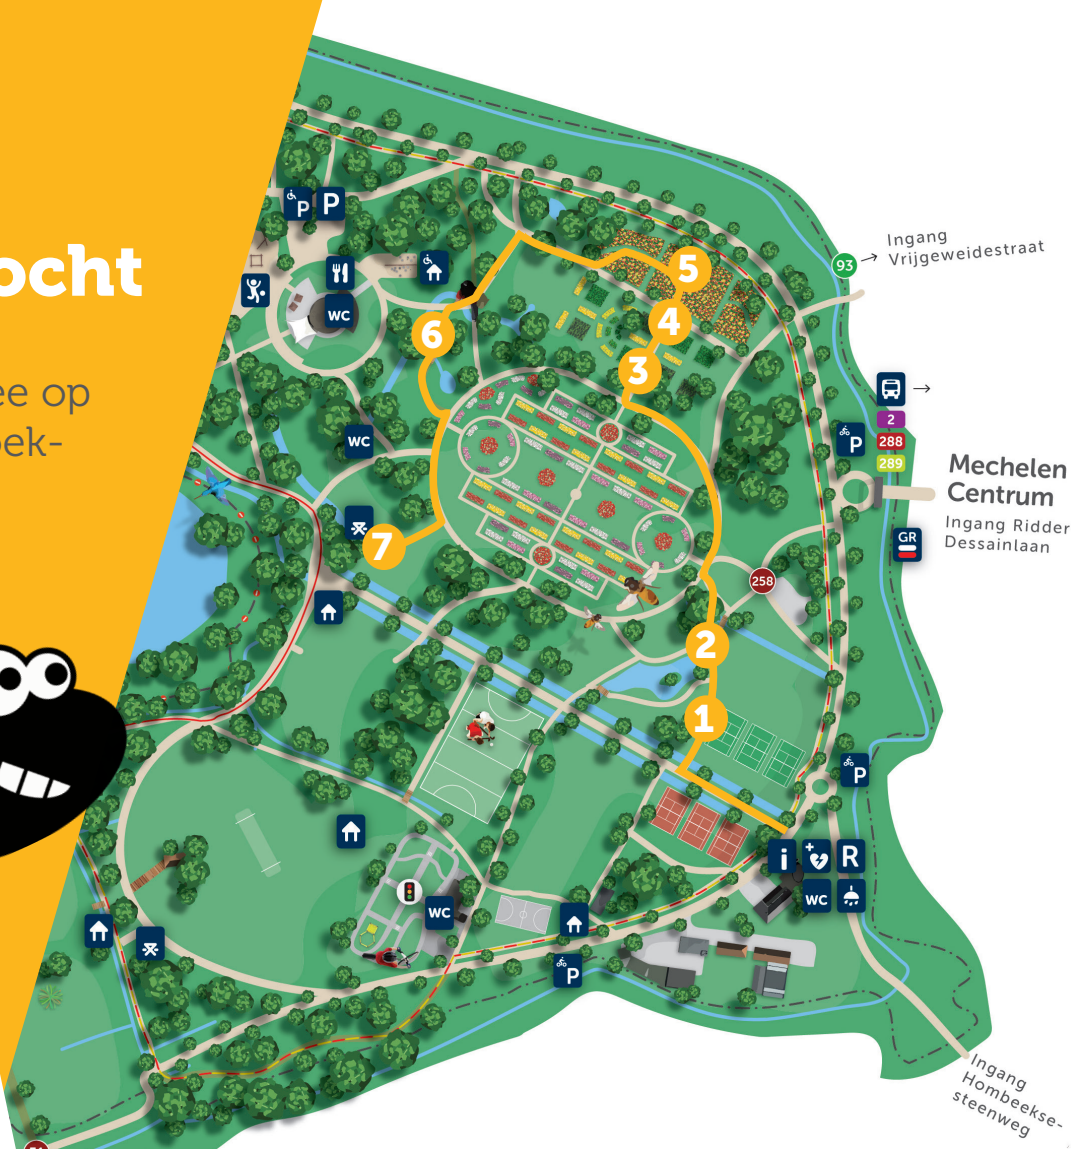 ocht
ee op
oek-
Ingang
Vrijgeweidestraat
93
P
P
WC
5
4
6
3
2
288
289
P
Mechelen
Centrum
Ingang Ridder
Dessainlaan
GR
WC
7
258
2
1
P
i
R
WC
WC
P
Ingang
Hombeekse-
steenweg